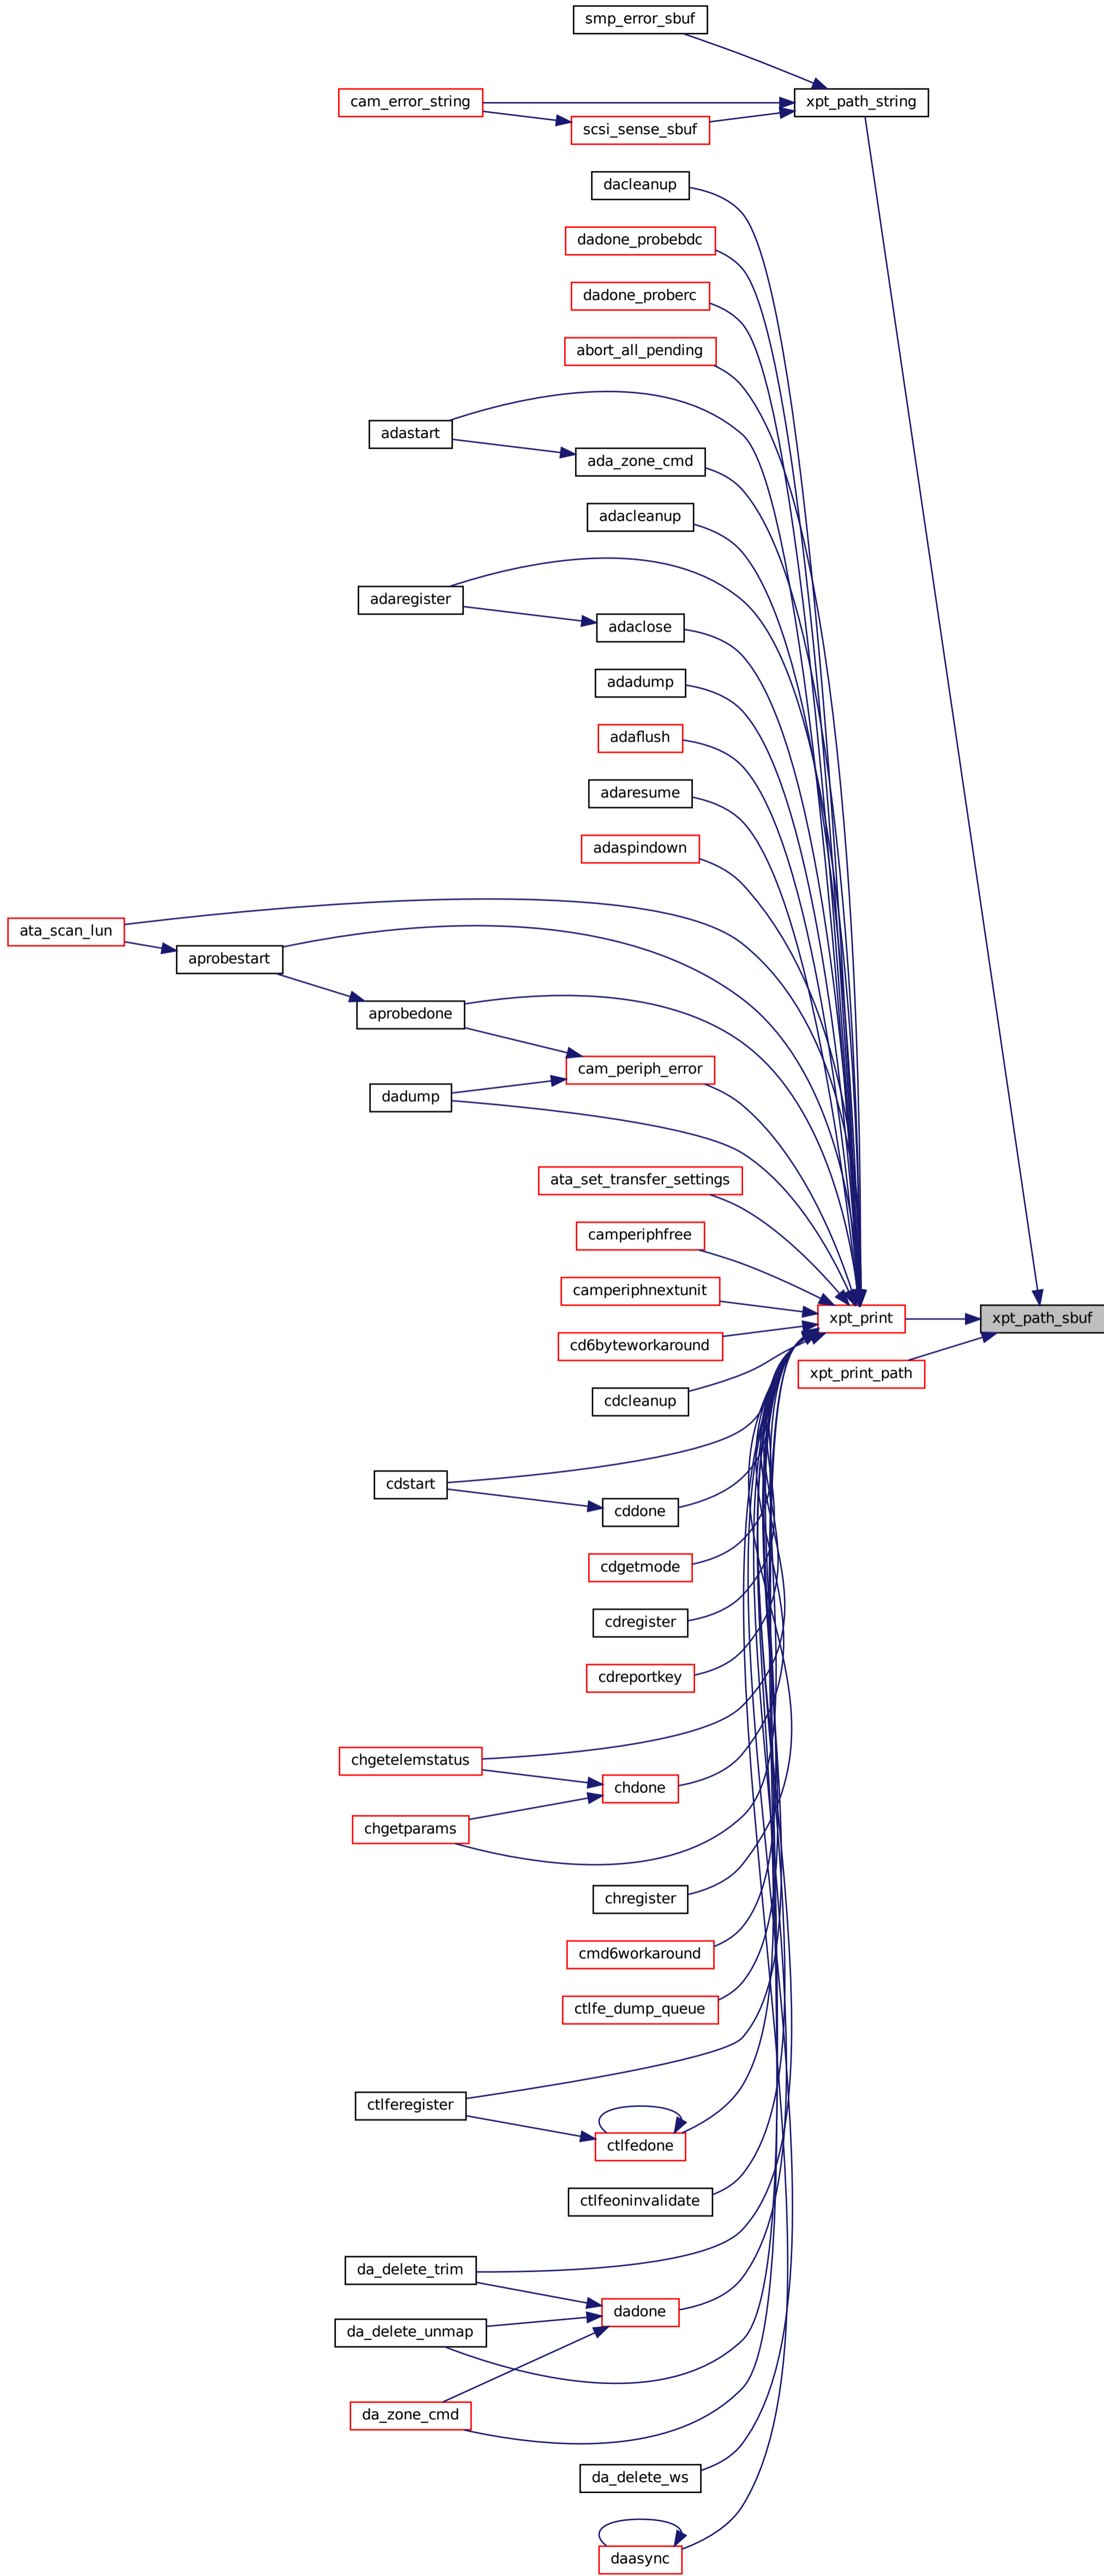 smp_error_sbuf
cam_error_string
xpt_path_string
scsi_sense_sbuf
dacleanup
dadone_probebdc
dadone_proberc
abort_all_pending
adastart
ada_zone_cmd
adacleanup
adaregister
adaclose
adadump
adaflush
adaresume
adaspindown
ata_scan_lun
aprobestart
aprobedone
cam_periph_error
dadump
ata_set_transfer_settings
camperiphfree
camperiphnextunit
xpt_print
xpt_path_sbuf
cd6byteworkaround
xpt_print_path
cdcleanup
cdstart
cddone
cdgetmode
cdregister
cdreportkey
chgetelemstatus
chdone
chgetparams
chregister
cmd6workaround
ctlfe_dump_queue
ctlferegister
ctlfedone
ctlfeoninvalidate
da_delete_trim
dadone
da_delete_unmap
da_zone_cmd
da_delete_ws
daasync